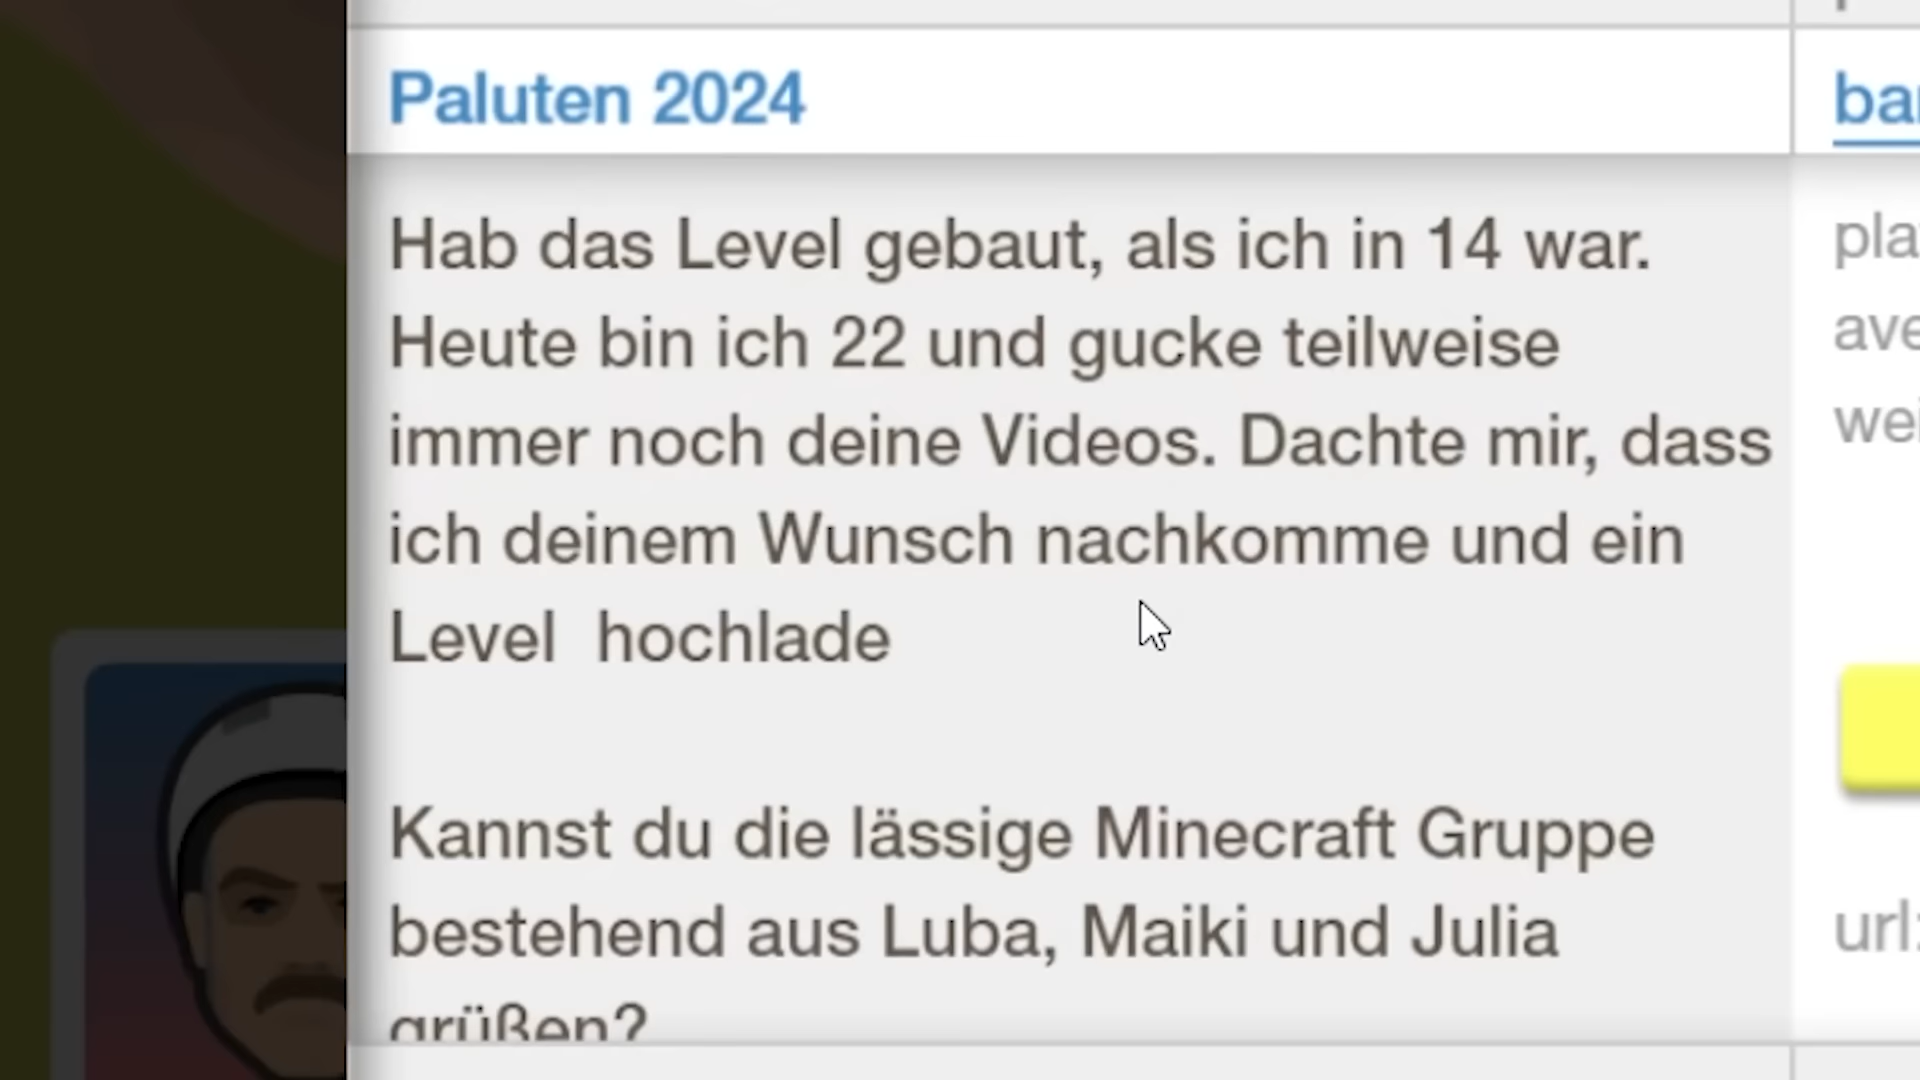 Paluten 2024
Hab das Level gebaut, als ich in 14 war.
Heute bin ich 22 und gucke teilweise
immer noch deine Videos. Dachte mir, dass
ich deinem Wunsch nachkomme und ein
Level  hochlade
Kannst du die lässige Minecraft Gruppe
bestehend aus Luba, Maiki und Julia
grüßen?
url: